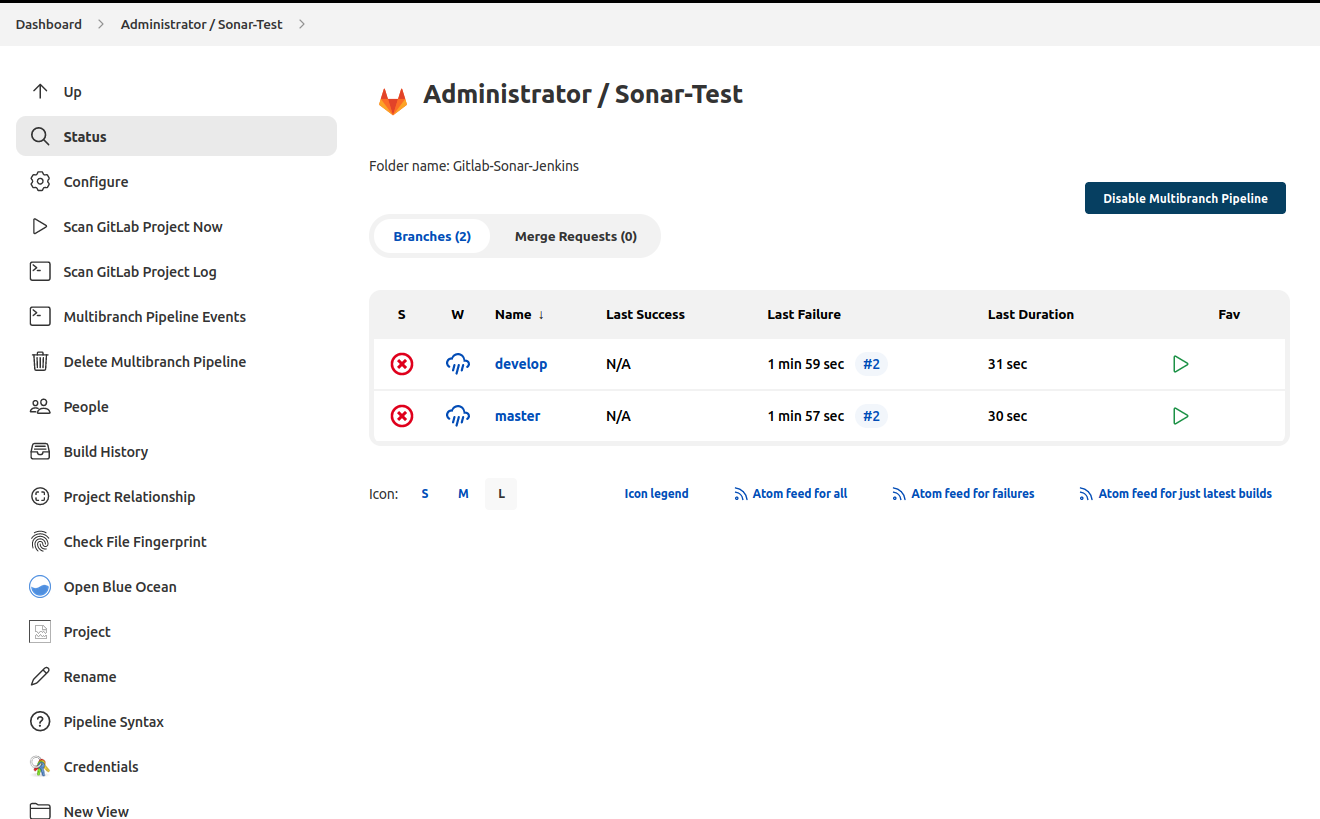 Dashboard > Administrator / Sonar-Test >
Up
Status
Configure
Scan GitLab Project Now
Scan GitLab Project Log
Multibranch Pipeline Events
Delete Multibranch Pipeline
People
Build History
Project Relationship
Check File Fingerprint
Open Blue Ocean
Project
Rename
Pipeline Syntax
Credentials
New View
Administrator / Sonar-Test
Folder name: Gitlab-Sonar-Jenkins
Disable Multibranch Pipeline
Branches (2) Merge Requests (0)
S W Name ↓ Last Success Last Failure Last Duration Fav
develop N/A 1 min 59 sec #2 31 sec
master N/A 1 min 57 sec #2 30 sec
Icon: S M L Icon legend Atom feed for all Atom feed for failures Atom feed for just latest builds